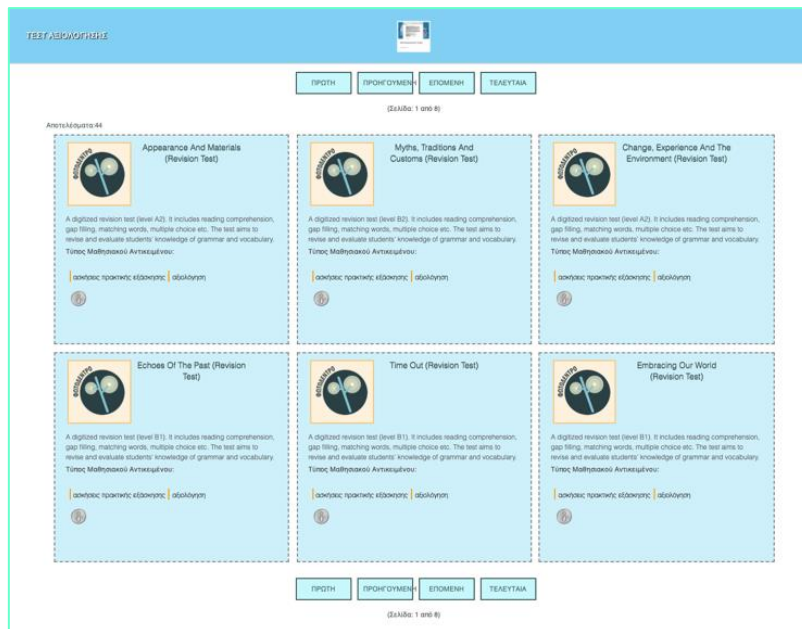 ΤΕΣΤ ΑΞΙΟΛΟΓΗΣΗΣ
ΠΡΩΤΗ ΠΡΟΗΓΟΥΜΕΝΗ ΕΠΟΜΕΝΗ ΤΕΛΕΥΤΑΙΑ
(Σελίδα: 1 από 8)
Αποτελέσματα:44
ΦΩΤΟΔΕΝΤΡΟ
Appearance And Materials
(Revision Test)
A digitized revision test (level A2). It includes reading comprehension,
gap filling, matching words, multiple choice etc. The test aims to
revise and evaluate students' knowledge of grammar and vocabulary.
Τύπος Μαθησιακού Αντικειμένου:
ασκήσεις πρακτικής εξάσκησης αξιολόγηση
ΦΩΤΟΔΕΝΤΡΟ
Myths, Traditions And
Customs (Revision Test)
A digitized revision test (level B2). It includes reading comprehension,
gap filling, matching words, multiple choice etc. The test aims to
revise and evaluate students' knowledge of grammar and vocabulary.
Τύπος Μαθησιακού Αντικειμένου:
ασκήσεις πρακτικής εξάσκησης αξιολόγηση
ΦΩΤΟΔΕΝΤΡΟ
Change, Experience And The
Environment (Revision Test)
A digitized revision test (level A2). It includes reading comprehension,
gap filling, matching words, multiple choice etc. The test aims to
revise and evaluate students' knowledge of grammar and vocabulary.
Τύπος Μαθησιακού Αντικειμένου:
ασκήσεις πρακτικής εξάσκησης αξιολόγηση
ΦΩΤΟΔΕΝΤΡΟ
Echoes Of The Past (Revision
Test)
A digitized revision test (level B1). It includes reading comprehension,
gap filling, matching words, multiple choice etc. The test aims to
revise and evaluate students' knowledge of grammar and vocabulary.
Τύπος Μαθησιακού Αντικειμένου:
ασκήσεις πρακτικής εξάσκησης αξιολόγηση
ΦΩΤΟΔΕΝΤΡΟ
Time Out (Revision Test)
A digitized revision test (level B1). It includes reading comprehension,
gap filling, matching words, multiple choice etc. The test aims to
revise and evaluate students' knowledge of grammar and vocabulary.
Τύπος Μαθησιακού Αντικειμένου:
ασκήσεις πρακτικής εξάσκησης αξιολόγηση
ΦΩΤΟΔΕΝΤΡΟ
Embracing Our World
(Revision Test)
A digitized revision test (level B1). It includes reading comprehension,
gap filling, matching words, multiple choice etc. The test aims to
revise and evaluate students' knowledge of grammar and vocabulary.
Τύπος Μαθησιακού Αντικειμένου:
ασκήσεις πρακτικής εξάσκησης αξιολόγηση
ΠΡΩΤΗ ΠΡΟΗΓΟΥΜΕΝΗ ΕΠΟΜΕΝΗ ΤΕΛΕΥΤΑΙΑ
(Σελίδα: 1 από 8)